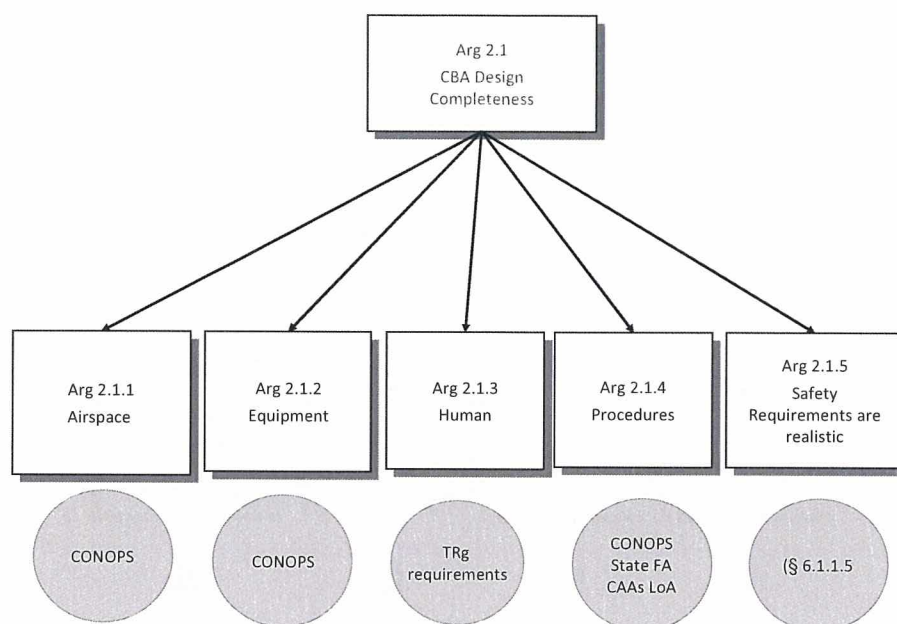 Arg 2.1
CBA Design
Completeness
Arg 2.1.1
Airspace
Arg 2.1.2
Equipment
Arg 2.1.3
Human
Arg 2.1.4
Procedures
Arg 2.1.5
Safety
Requirements are
realistic
CONOPS
CONOPS
TRg
requirements
CONOPS
State FA
CAAs LoA
(§ 6.1.1.5